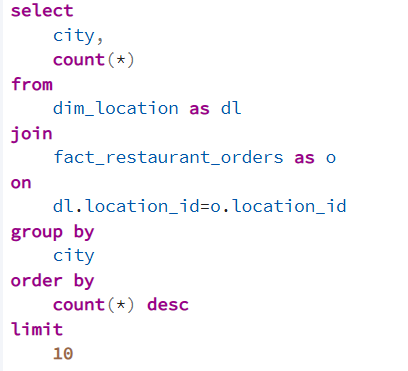 select
city,
count(*)
from
dim_location as dl
join
fact_restaurant_orders as o
on
dl.location_id=o.location_id
group by
city
order by
count(*) desc
limit
10